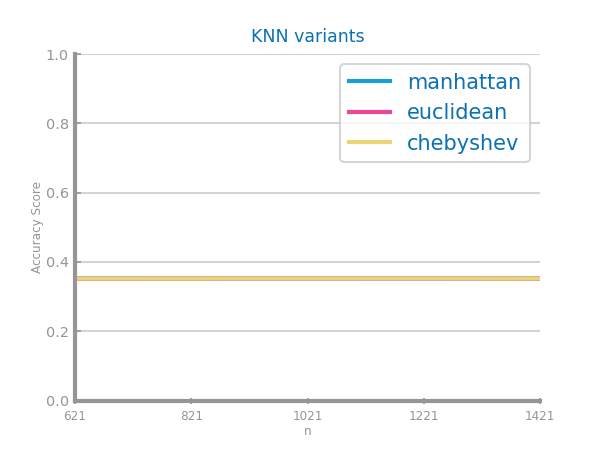 KNN variants
1.0
0.8
0.6
0.4
0.2
0.0
Accuracy Score
manhattan
euclidean
chebyshev
621 821 1021 1221 1421
n